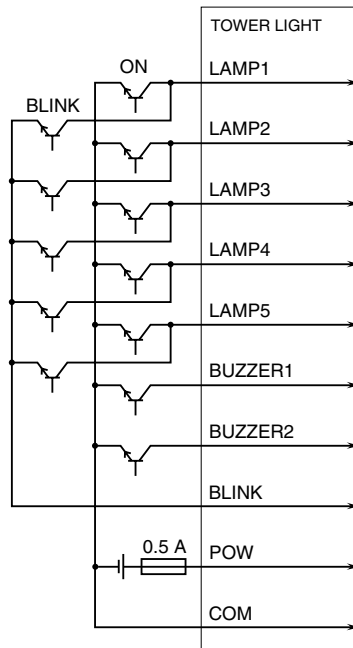 TOWER LIGHT
ON
LAMP1
BLINK
LAMP2
LAMP3
LAMP4
LAMP5
BUZZER1
BUZZER2
BLINK
0.5 A
POW
COM